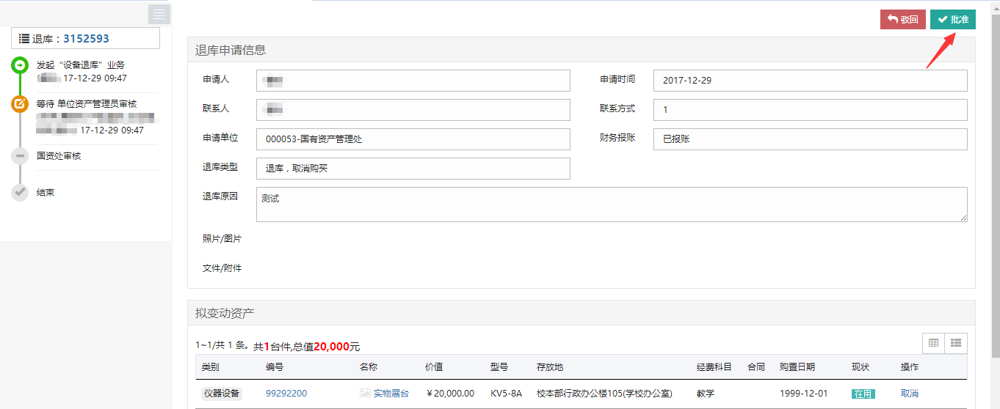 驳回 批准
退库：3152593
发起“设备退库”业务
17-12-29 09:47
等待 单位资产管理员审核
17-12-29 09:47
国资处审核
结束
退库申请信息
申请人 申请时间 2017-12-29
联系人 联系方式 1
申请单位 000053-国有资产管理处 财务报账 已报账
退库类型 退库，取消购买
退库原因 测试
照片/图片
文件/附件
拟变动资产
1~1/共 1 条。共1台件,总值20,000元
类别 编号 名称 价值 型号 存放地 经费科目 合同 购置日期 现状 操作
仪器设备 99292200 实物展台 ￥20,000.00 KV5-8A 校本部行政办公楼105(学校办公室) 教学 1999-12-01 在用 取消